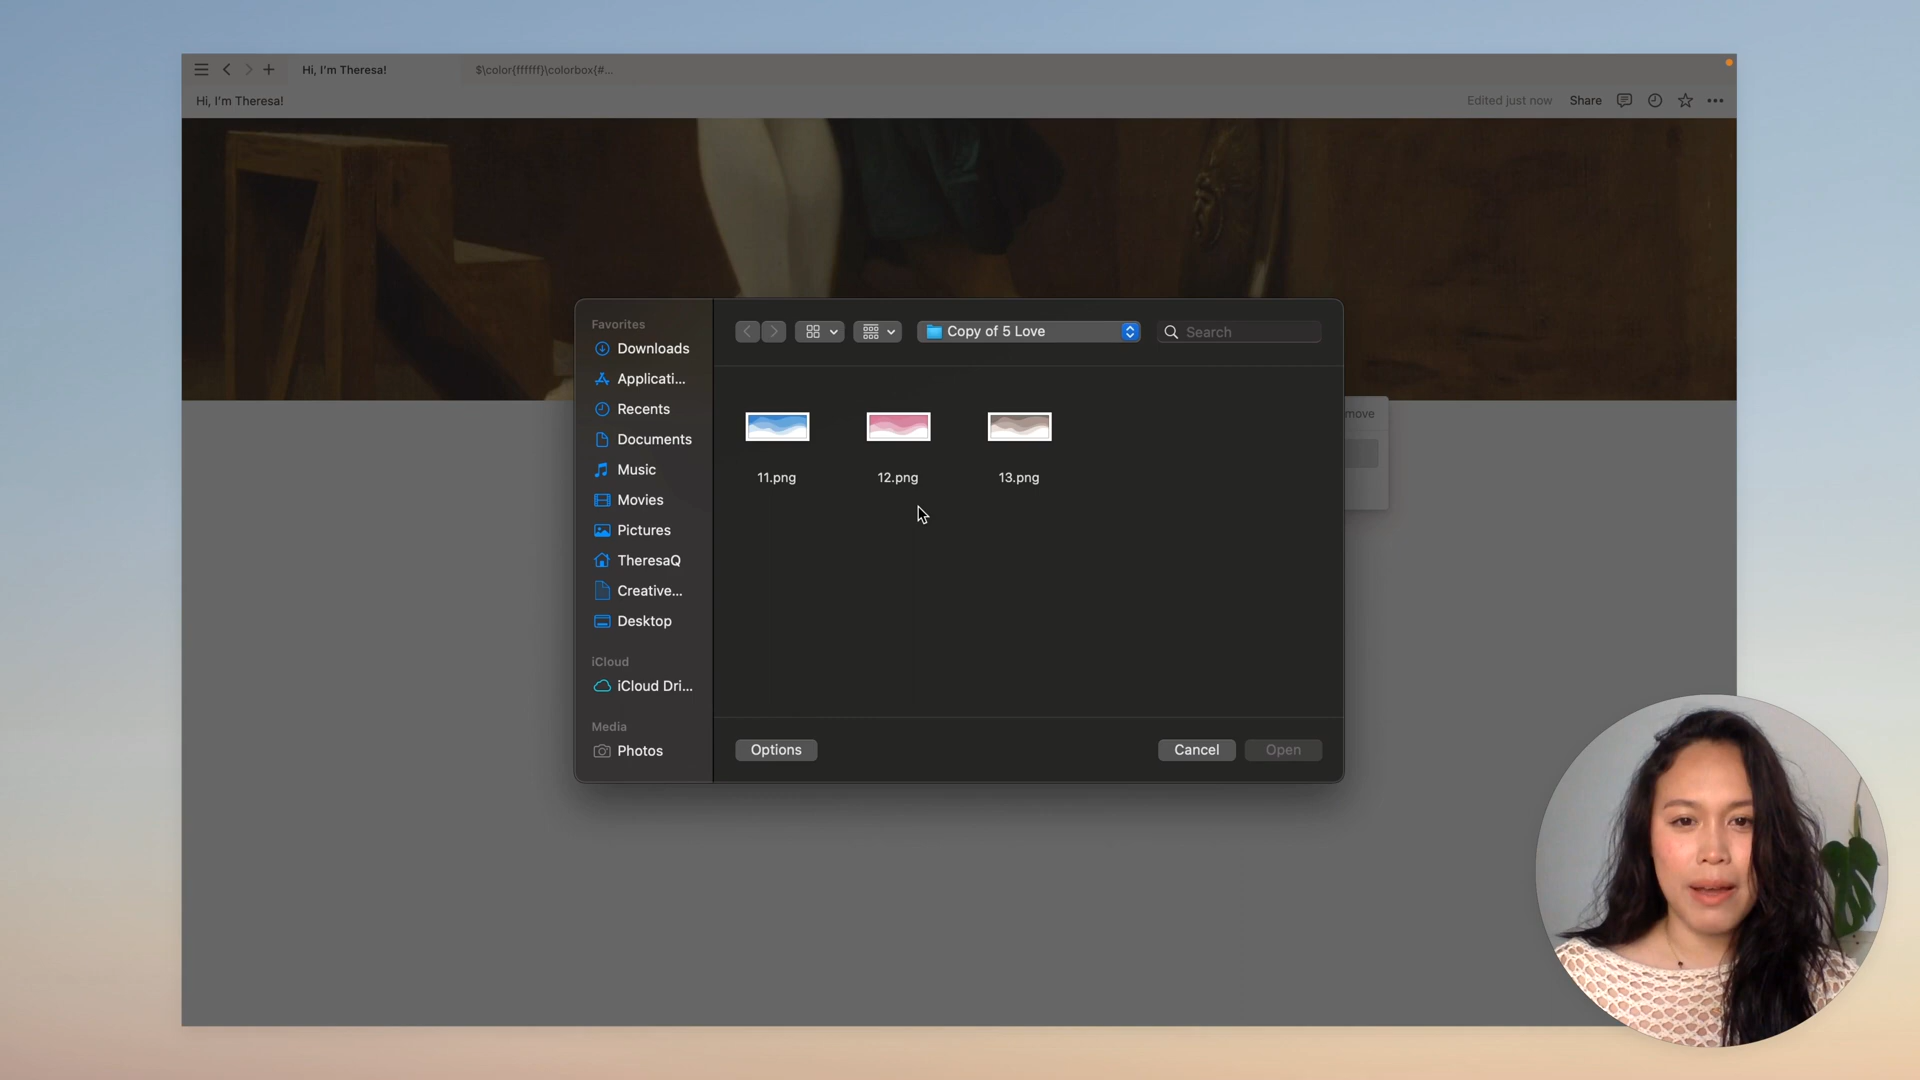 Hi, I'm Theresa!
$\color{ffffff}\colorbox{#...
Hi, I'm Theresa!
Edited just now
Share
Favorites
Downloads
Applicati...
Recents
Documents
Music
Movies
Pictures
TheresaQ
Creative...
Desktop
iCloud
iCloud Dri...
Media
Photos
Copy of 5 Love
Search
11.png
12.png
13.png
Options
Cancel
Open
move